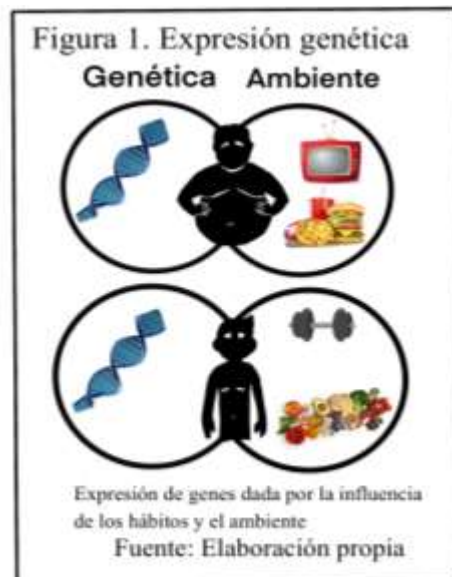 Figura 1. Expresión genética
Genética Ambiente
Expresión de genes dada por la influencia
de los hábitos y el ambiente
Fuente: Elaboración propia